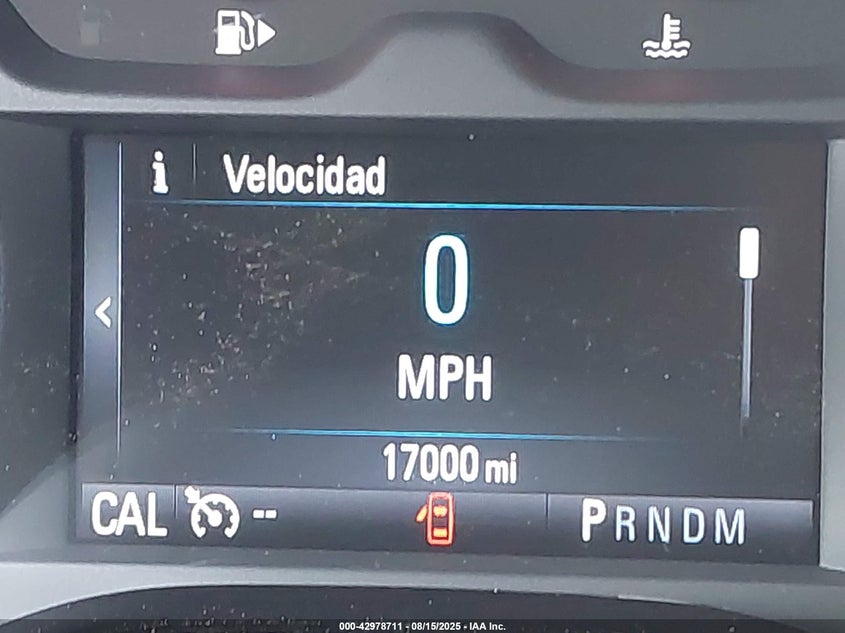 i Velocidad
0
MPH
17000 mi
CAL -- PRNDM
000-42978711 - 08/15/2025 - IAA Inc.